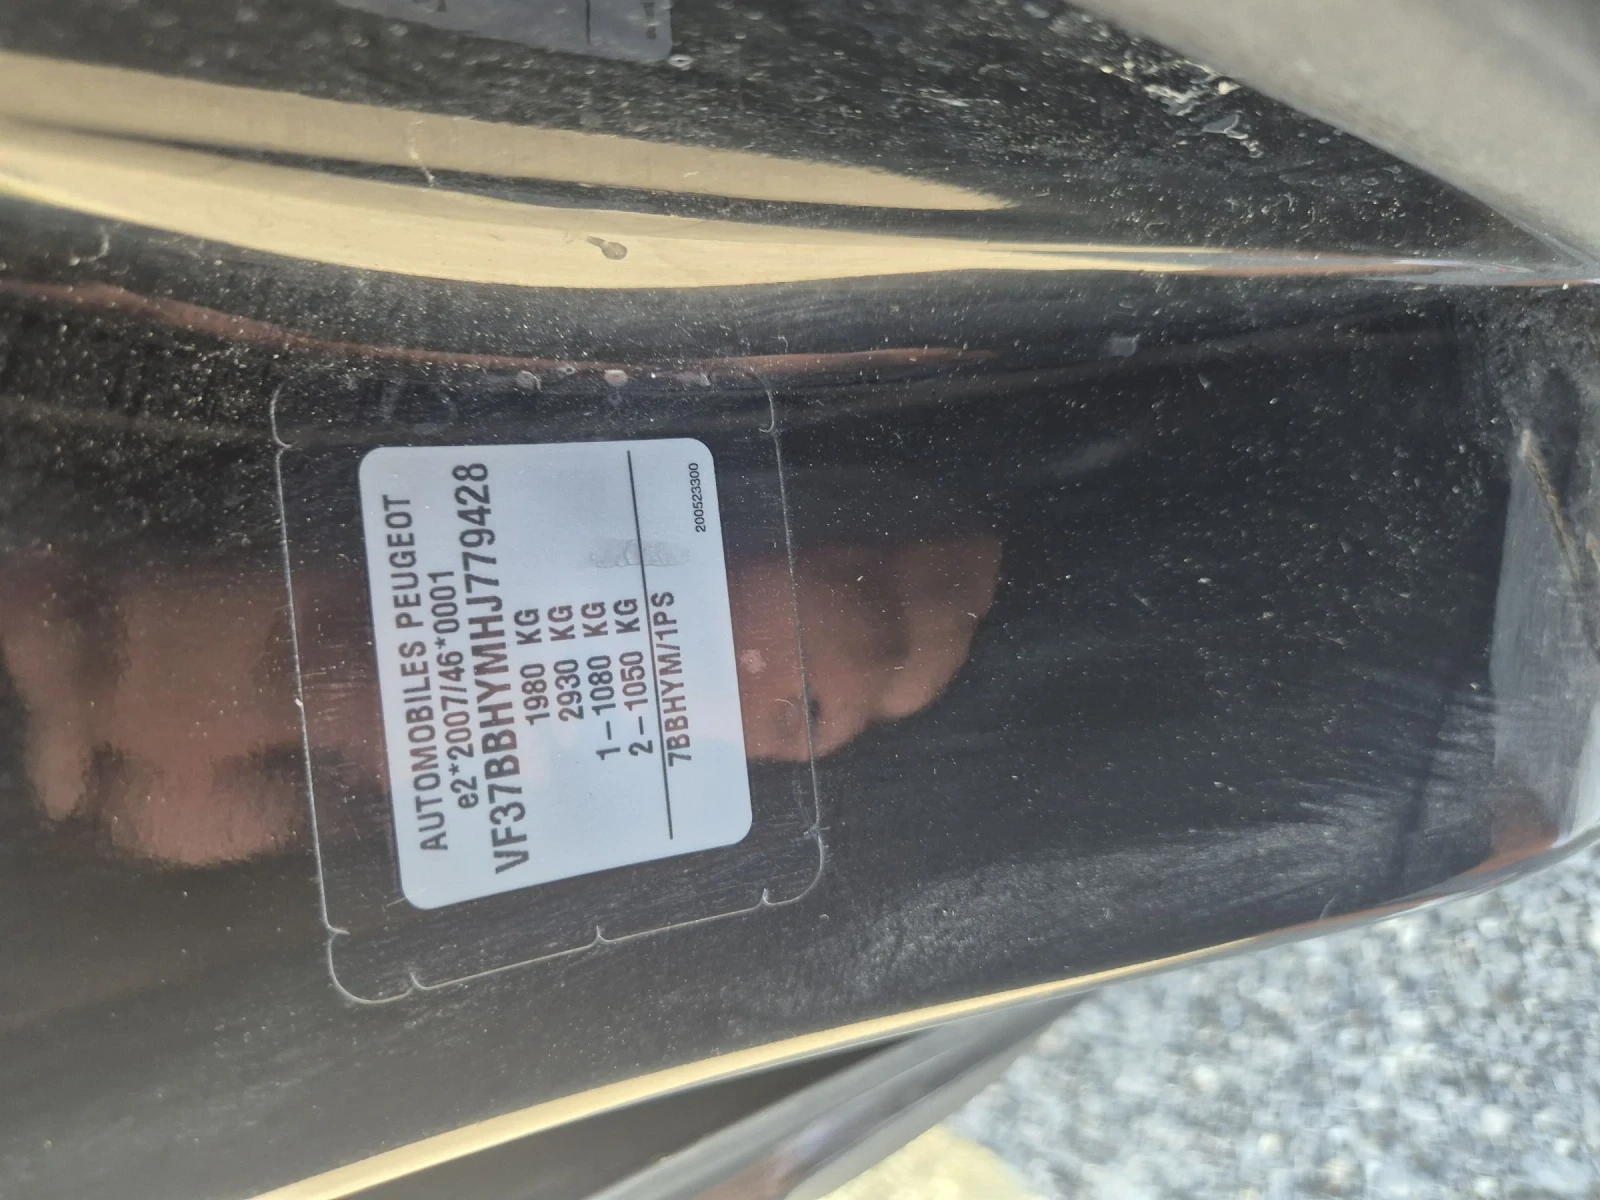 AUTOMOBILES PEUGEOT
e2*2007/46*0001
VF37BBHYMHJ779428
1980 KG
2930 KG
1-1080 KG
2-1050 KG
7BBHYM/1PS
200523300